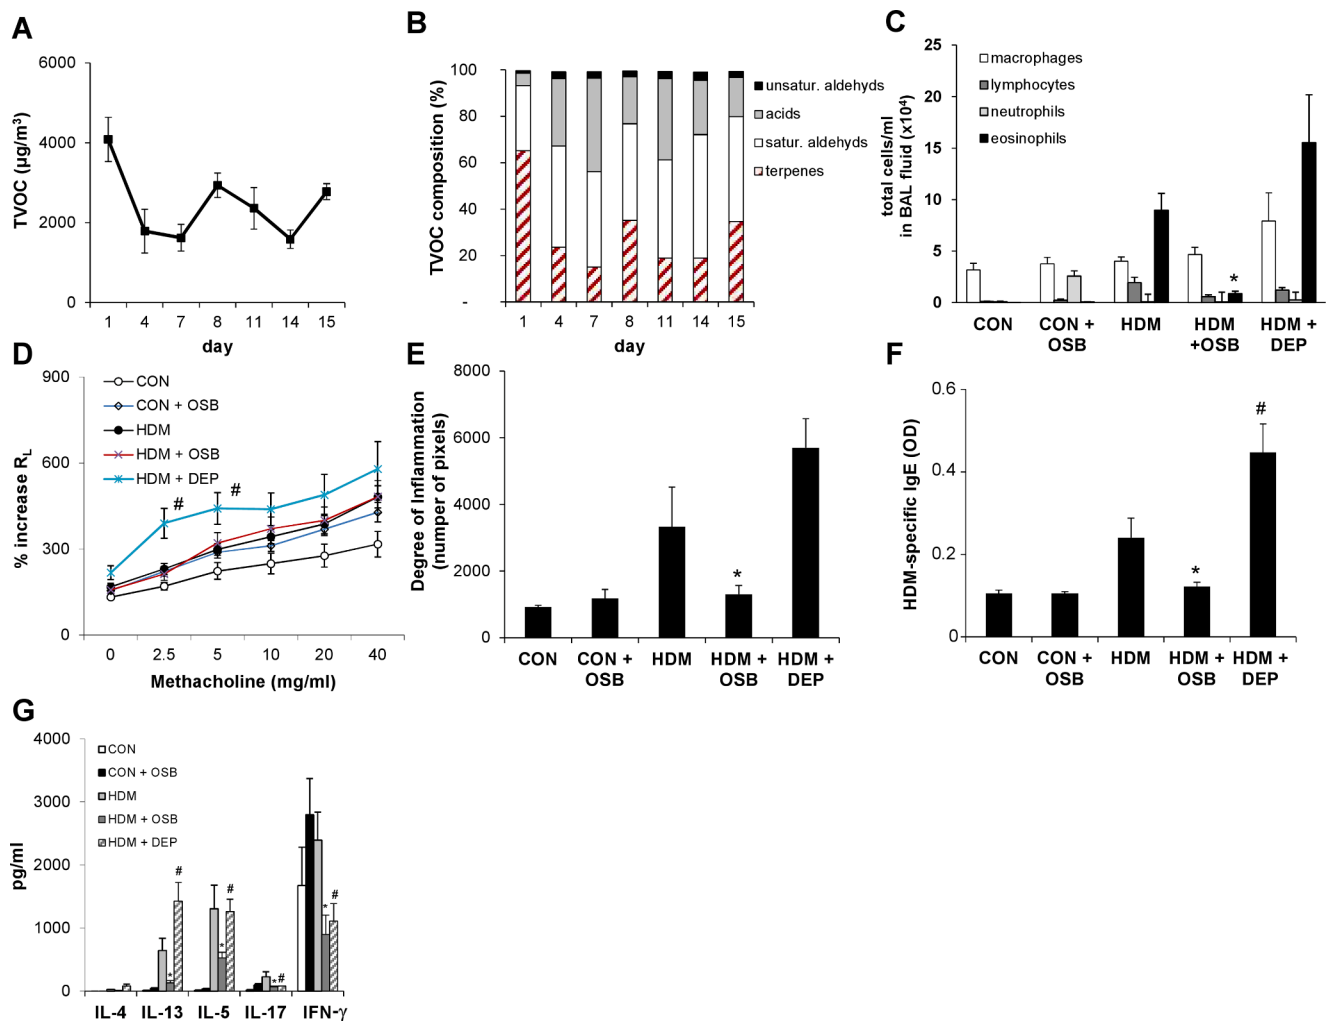 A
TVOC (µg/m³)
6000
4000
2000
0
1 4 7 8 11 14 15
day
B
TVOC composition (%)
100
80
60
40
20
-
1 4 7 8 11 14 15
day
unsatur. aldehyds
acids
satur. aldehyds
terpenes
C
total cells/ml
in BAL fluid (x10⁴)
25
20
15
10
5
0
macrophages
lymphocytes
neutrophils
eosinophils
*
CON CON + OSB HDM HDM +OSB HDM + DEP
D
% increase RL
900
600
300
0
CON
CON + OSB
HDM
HDM + OSB
HDM + DEP
# #
0 2.5 5 10 20 40
Methacholine (mg/ml)
E
Degree of Inflammation
(numper of pixels)
8000
6000
4000
2000
0
*
CON CON + OSB HDM HDM + OSB HDM + DEP
F
HDM-specific IgE (OD)
0.6
0.4
0.2
0
* #
CON CON + OSB HDM HDM + OSB HDM + DEP
G
pg/ml
4000
3000
2000
1000
0
CON
CON + OSB
HDM
HDM + OSB
HDM + DEP
* # * # * # * #
IL-4 IL-13 IL-5 IL-17 IFN-γ